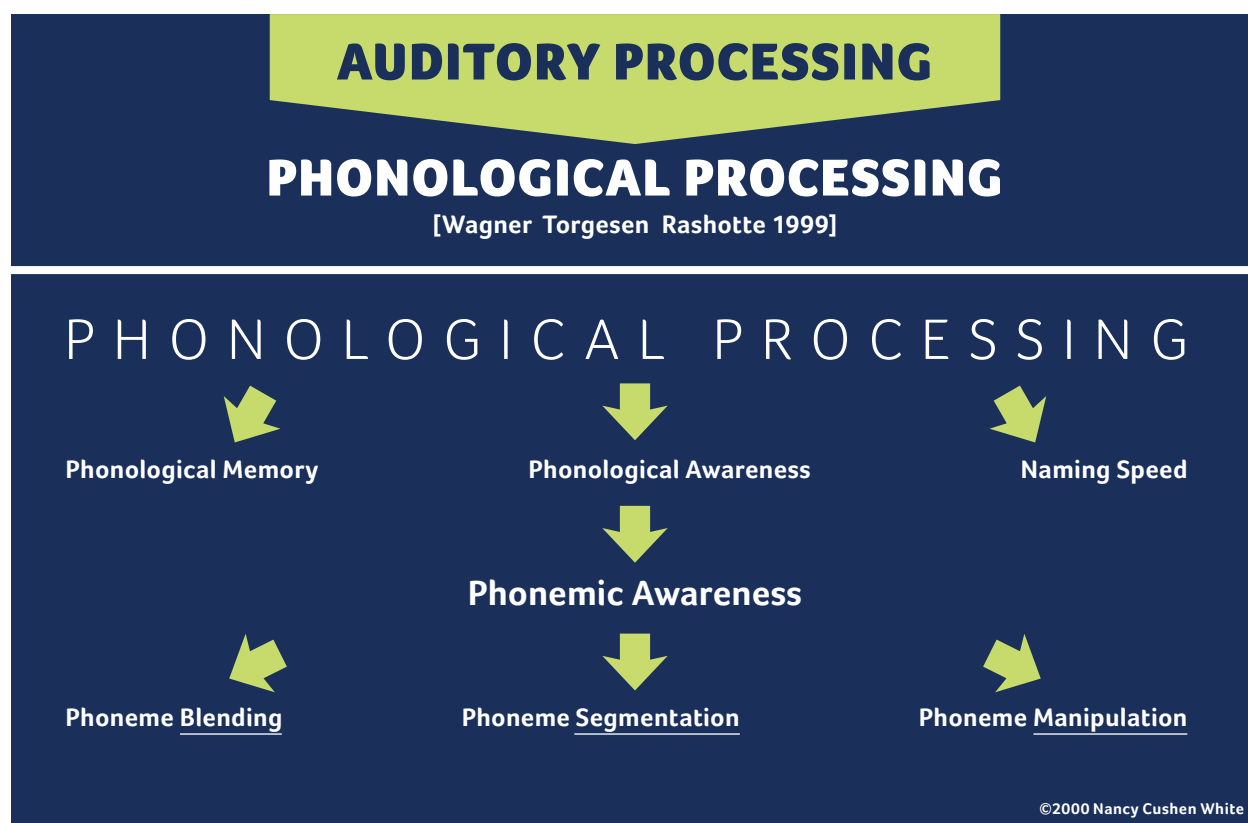 AUDITORY PROCESSING
PHONOLOGICAL PROCESSING
[Wagner Torgesen Rashotte 1999]
PHONOLOGICAL PROCESSING
Phonological Memory
Phonological Awareness
Naming Speed
Phonemic Awareness
Phoneme Blending
Phoneme Segmentation
Phoneme Manipulation
©2000 Nancy Cushen White